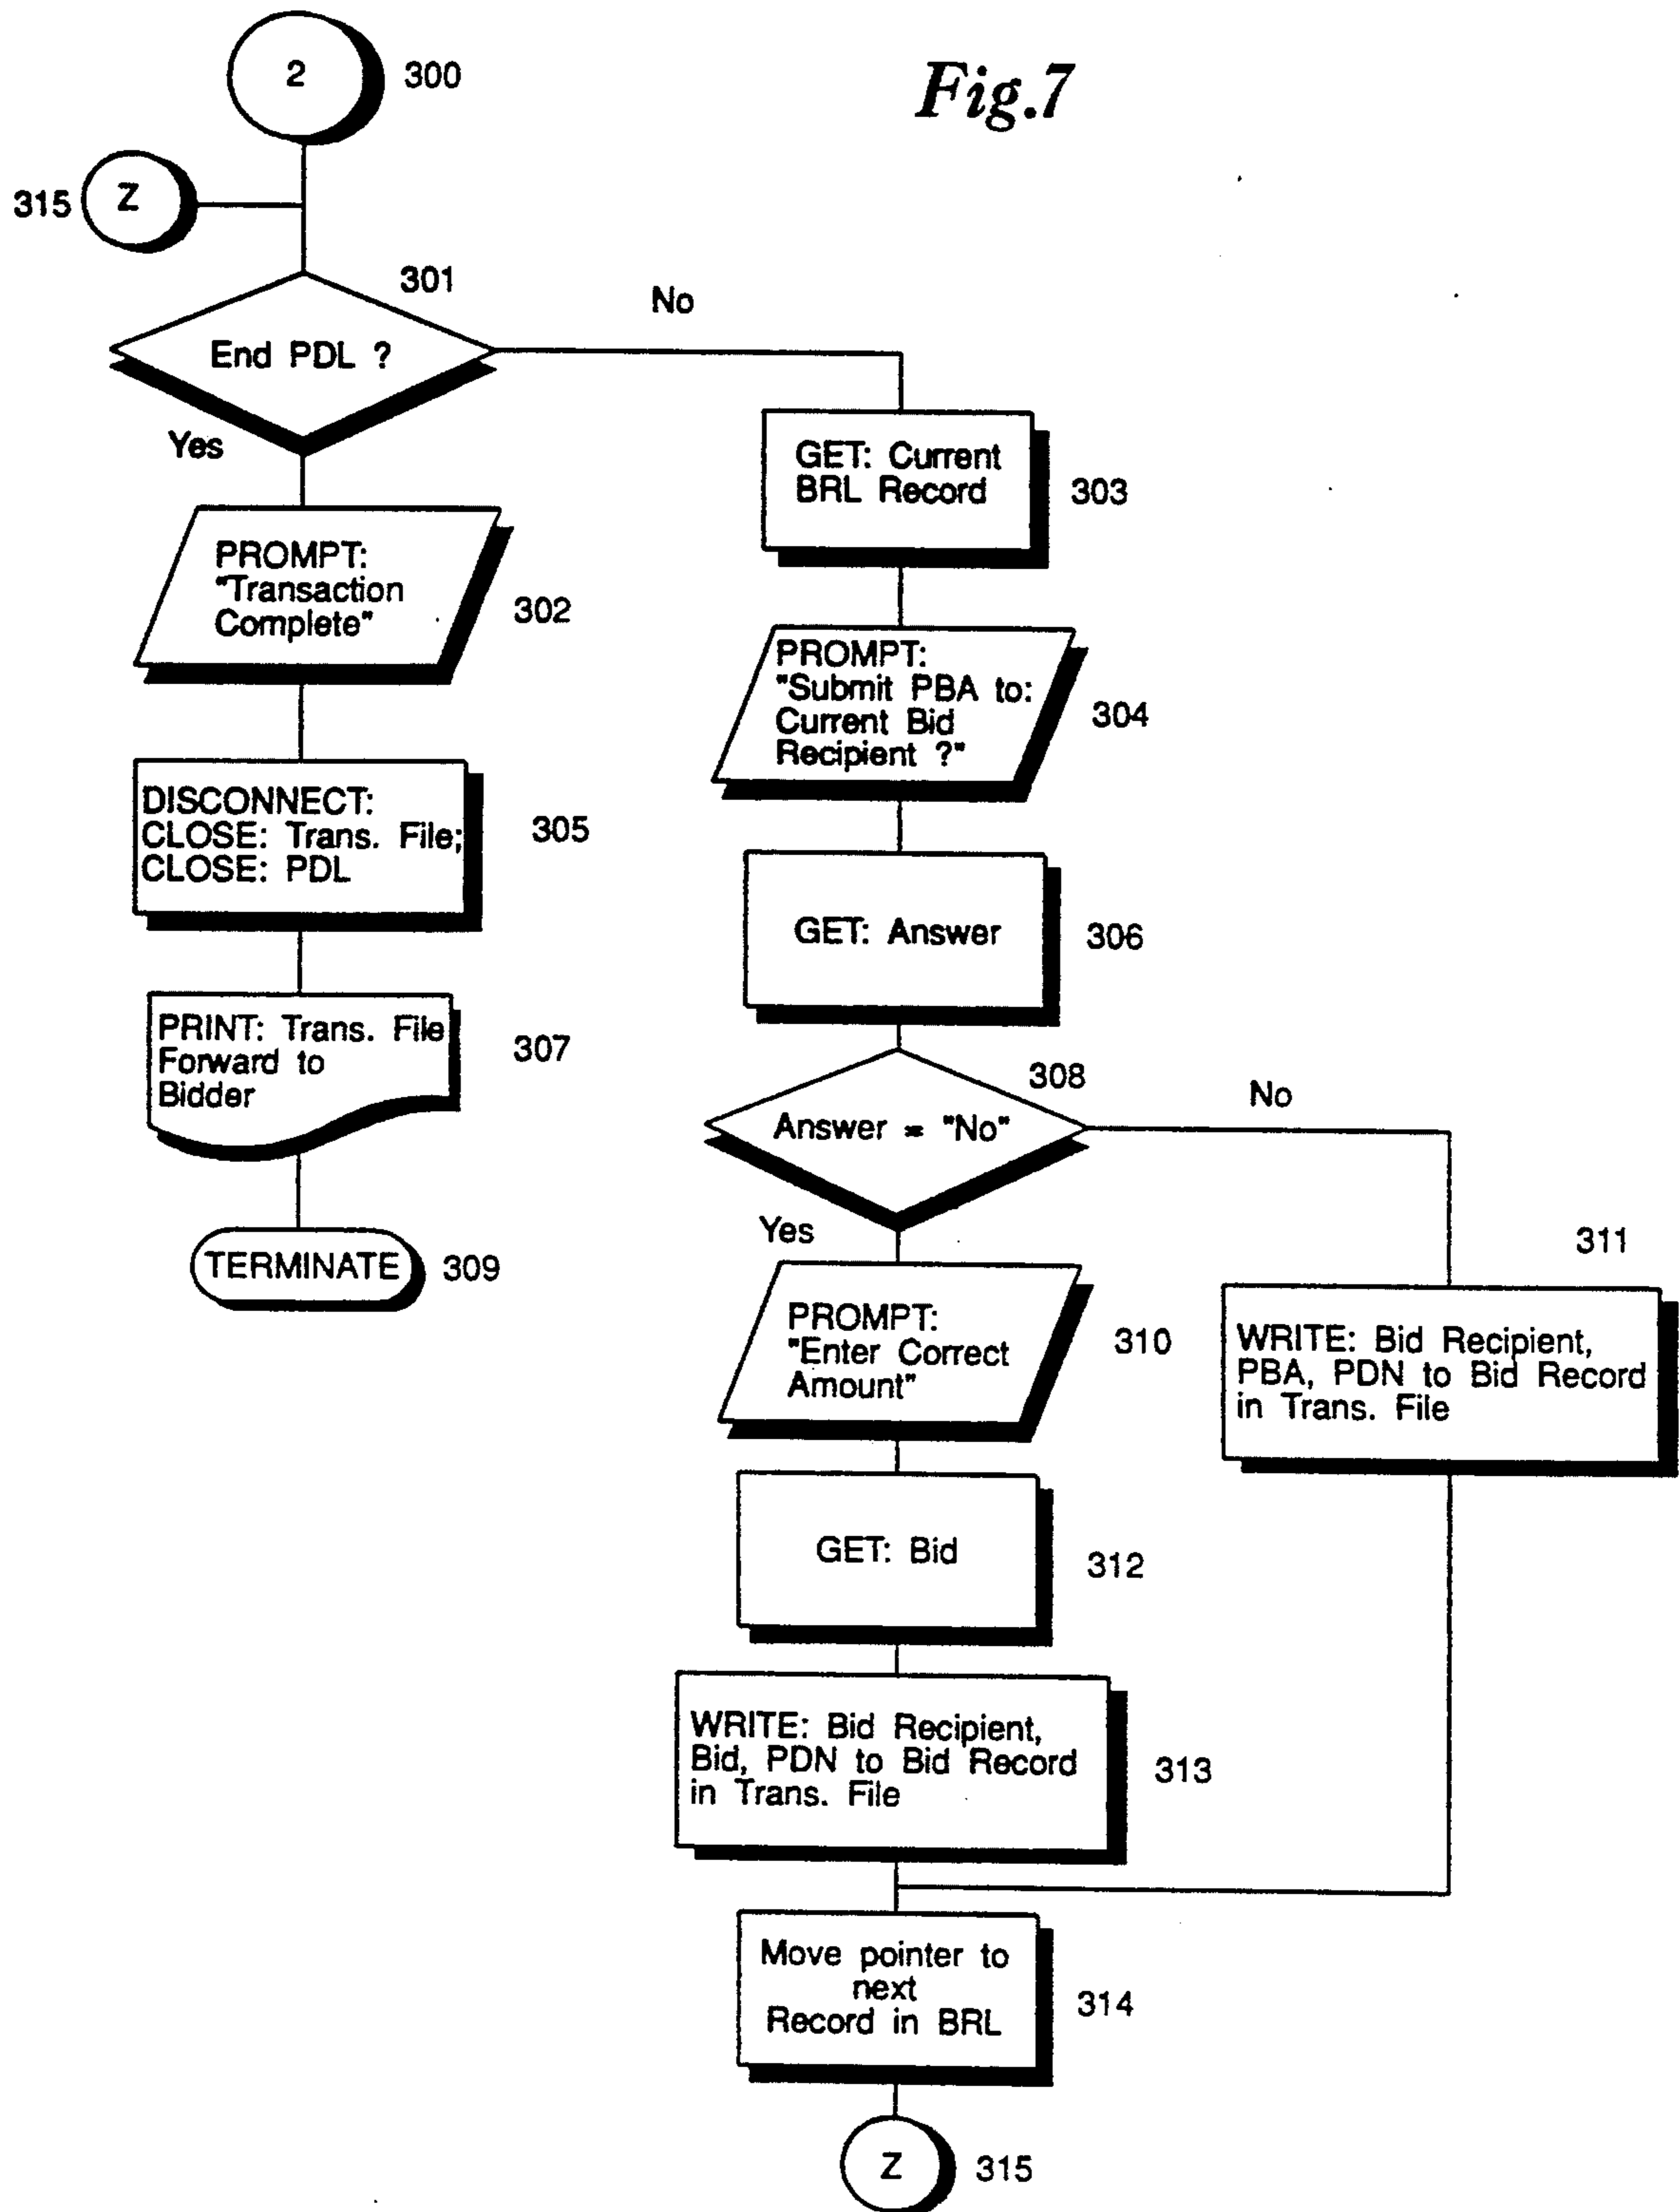 Fig.7
2
300
315
Z
301
End PDL ?
No
Yes
PROMPT:
"Transaction
Complete"
302
DISCONNECT:
CLOSE: Trans. File;
CLOSE: PDL
305
PRINT: Trans. File
Forward to
Bidder
307
TERMINATE
309
GET: Current
BRL Record
303
PROMPT:
"Submit PBA to:
Current Bid
Recipient ?"
304
GET: Answer
306
308
Answer = "No"
No
Yes
311
WRITE: Bid Recipient,
PBA, PDN to Bid Record
in Trans. File
PROMPT:
"Enter Correct
Amount"
310
GET: Bid
312
WRITE: Bid Recipient,
Bid, PDN to Bid Record
in Trans. File
313
Move pointer to
next
Record in BRL
314
Z
315